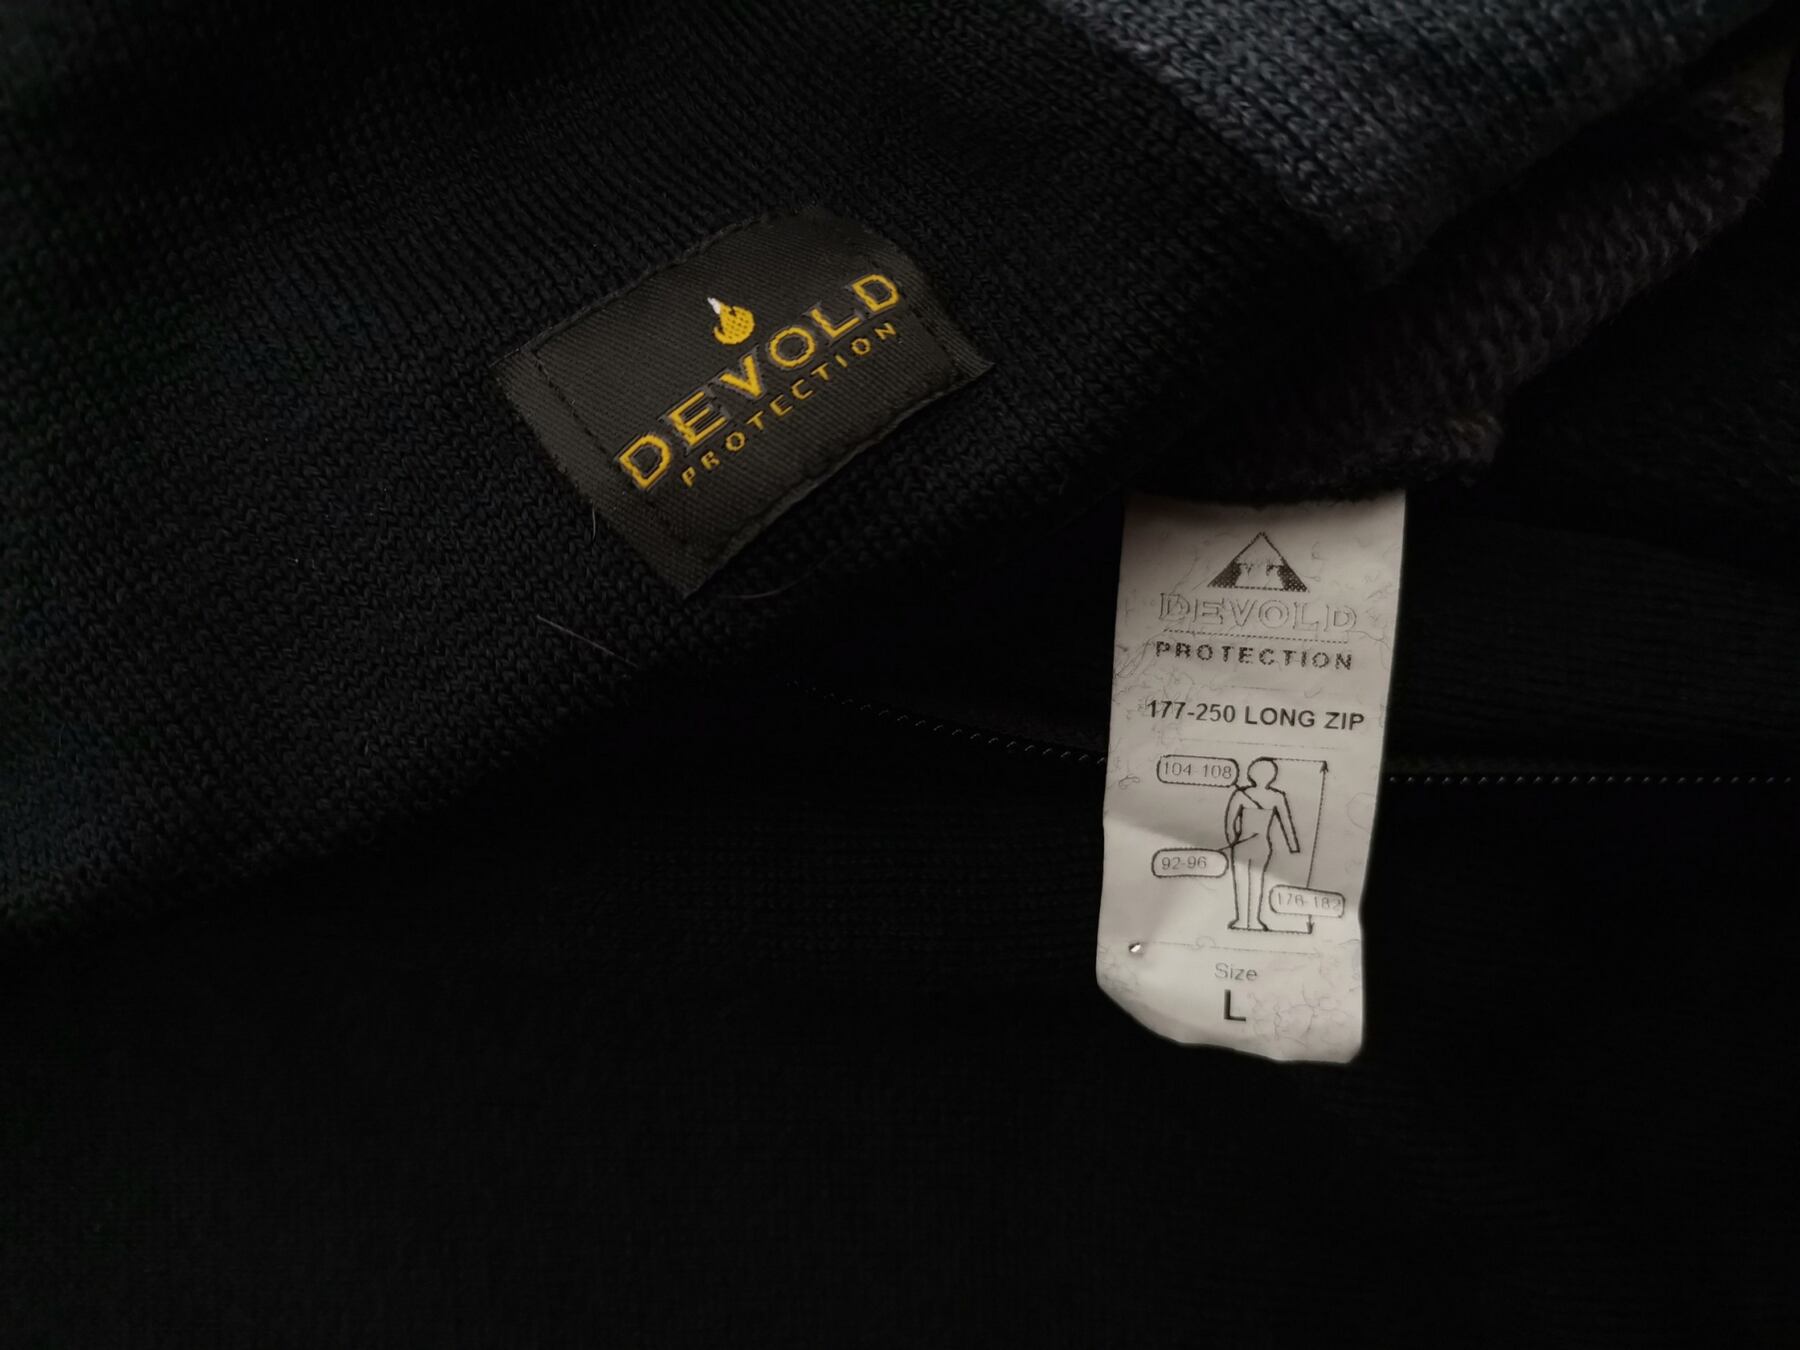 DEVOLD
PROTECTION
DEVOLD
PROTECTION
177-250 LONG ZIP
104-108
92-96
176-182
Size
L